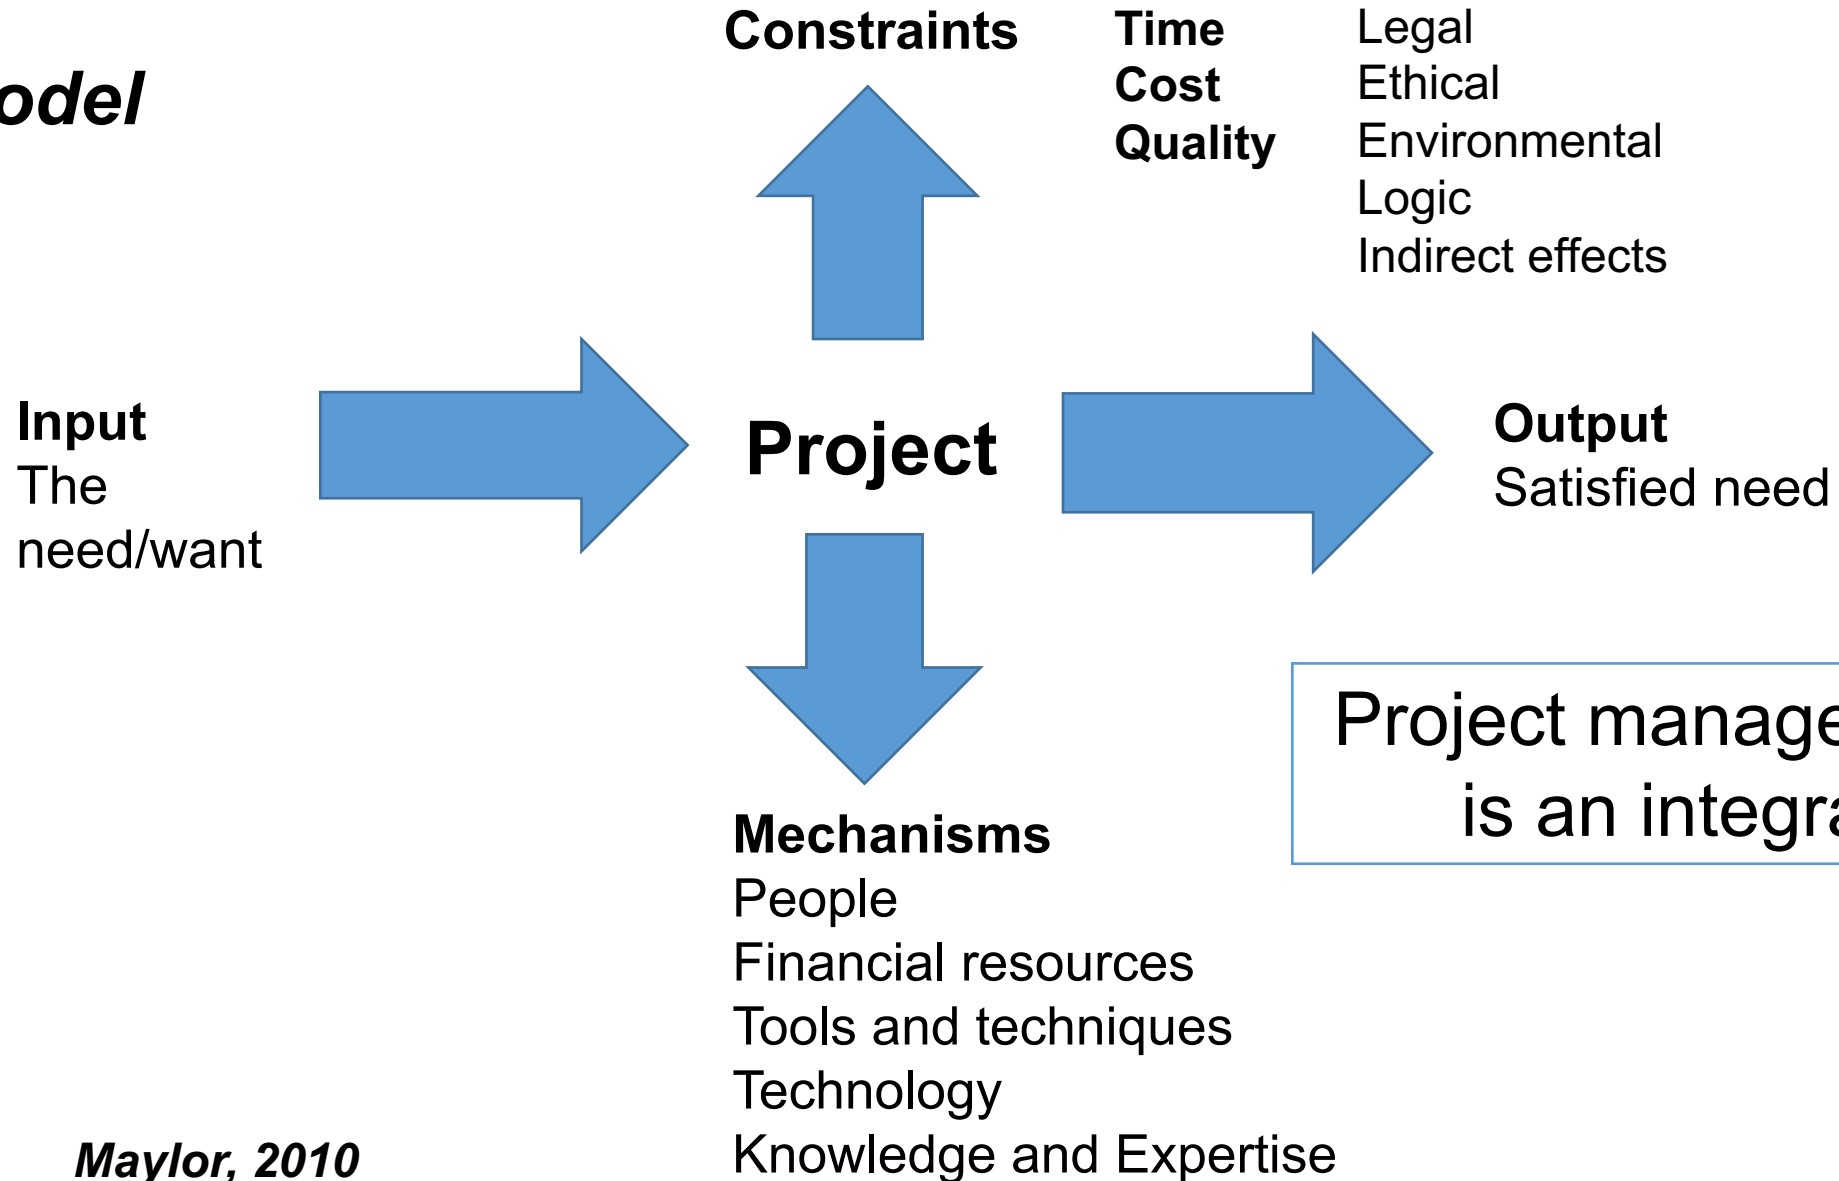 Constraints
Time
Cost
Quality
Legal
Ethical
Environmental
Logic
Indirect effects
odel
Input
The
need/want
Project
Output
Satisfied need
Project manage
is an integra
Mechanisms
People
Financial resources
Tools and techniques
Technology
Knowledge and Expertise
Maylor, 2010